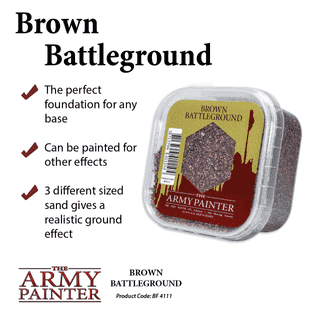 Brown
Battleground
The perfect
foundation for any
base
Can be painted for
other effects
3 different sized
sand gives a
realistic ground
effect
BROWN
BATTLEGROUND
THE
ARMY PAINTER
THE
ARMY
PAINTER
BROWN
BATTLEGROUND
Product Code: BF 4111